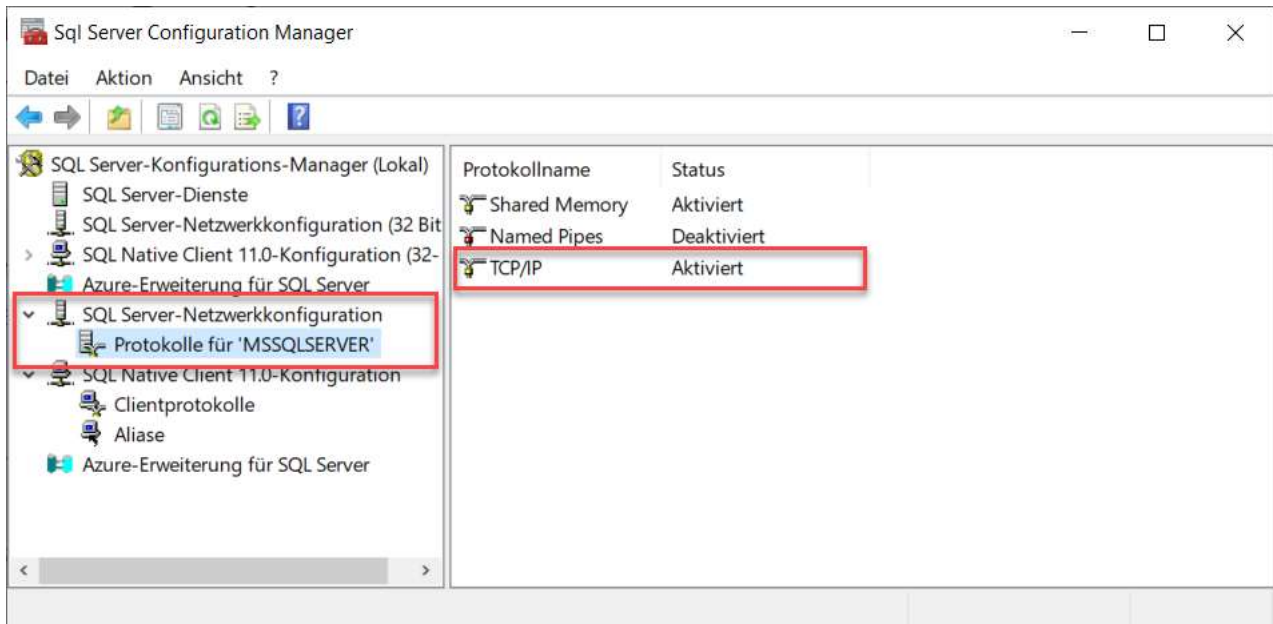 Sql Server Configuration Manager
Datei Aktion Ansicht ?
SQL Server-Konfigurations-Manager (Lokal)
SQL Server-Dienste
SQL Server-Netzwerkkonfiguration (32 Bit
SQL Native Client 11.0-Konfiguration (32-
Azure-Erweiterung für SQL Server
SQL Server-Netzwerkkonfiguration
Protokolle für 'MSSQLSERVER'
SQL Native Client 11.0-Konfiguration
Clientprotokolle
Aliase
Azure-Erweiterung für SQL Server
Protokollname Status
Shared Memory Aktiviert
Named Pipes Deaktiviert
TCP/IP Aktiviert